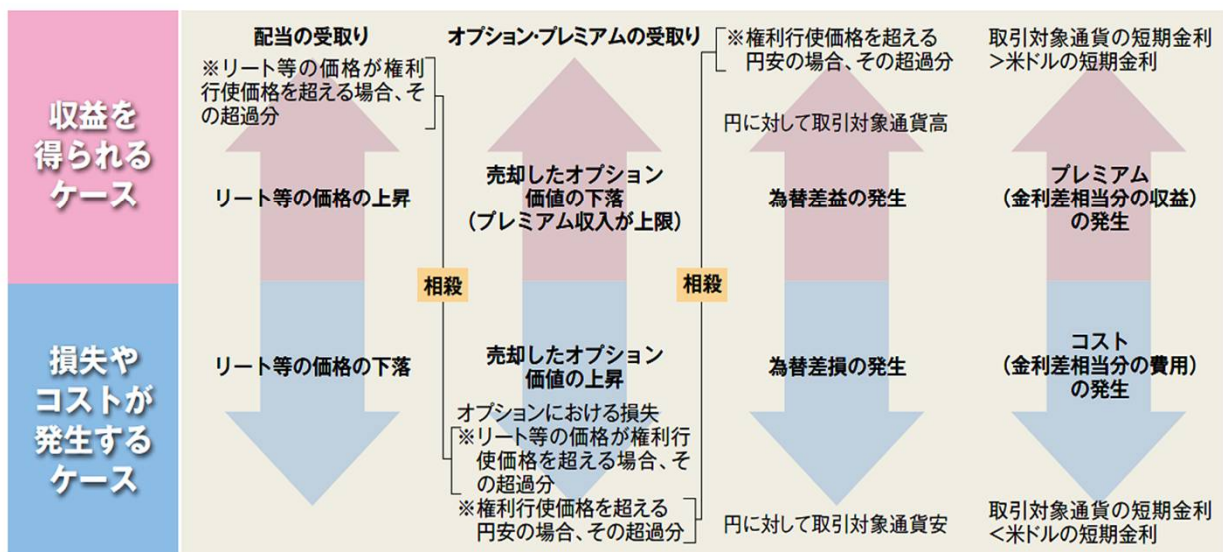 収益を
得られる
ケース
配当の受取り
※リート等の価格が権利
行使価格を超える場合、そ
の超過分
リート等の価格の上昇
オプション・プレミアムの受取り
売却したオプション
価値の下落
（プレミアム収入が上限）
※権利行使価格を超える
円安の場合、その超過分
円に対して取引対象通貨高
為替差益の発生
取引対象通貨の短期金利
＞米ドルの短期金利
プレミアム
（金利差相当分の収益）
の発生
相殺
相殺
損失や
コストが
発生する
ケース
リート等の価格の下落
売却したオプション
価値の上昇
オプションにおける損失
※リート等の価格が権利行
使価格を超える場合、そ
の超過分
※権利行使価格を超える
円安の場合、その超過分
為替差損の発生
円に対して取引対象通貨安
コスト
（金利差相当分の費用）
の発生
取引対象通貨の短期金利
＜米ドルの短期金利